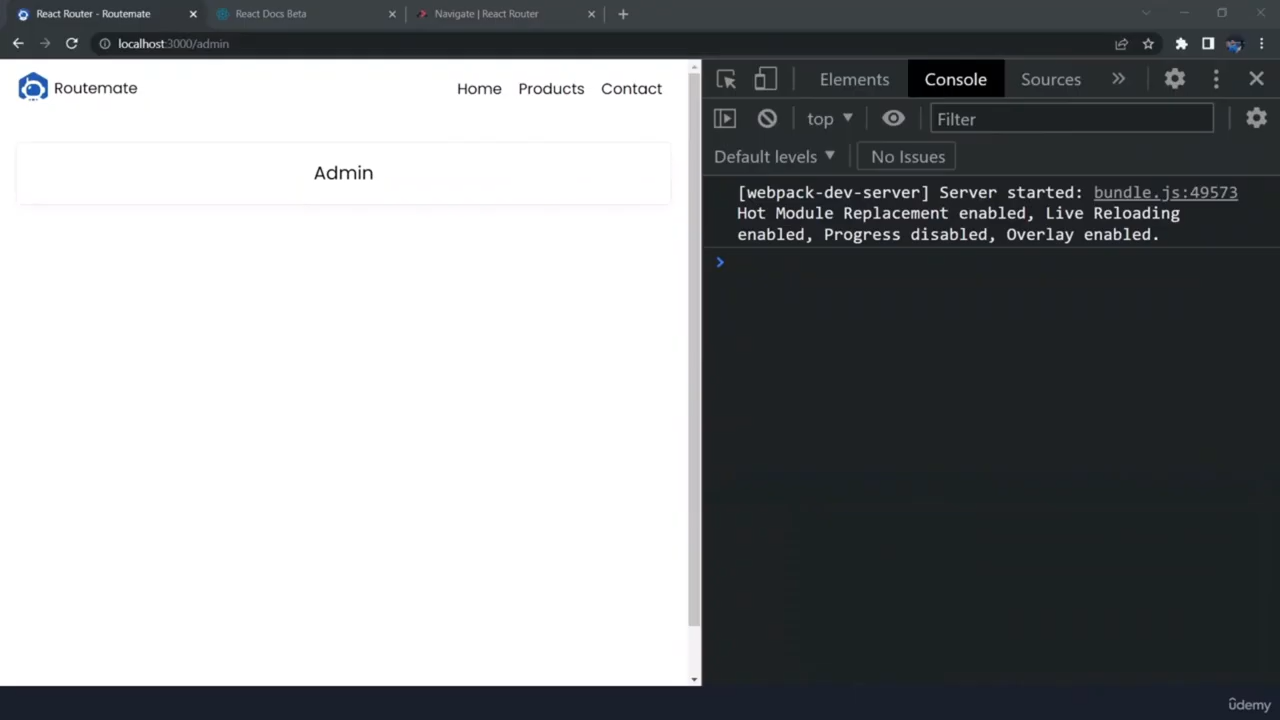 React Router - Routemate
React Docs Beta
Navigate | React Router
localhost:3000/admin
Routemate
Home
Products
Contact
Admin
Elements
Console
Sources
top
Filter
Default levels
No Issues
[webpack-dev-server] Server started: bundle.js:49573
Hot Module Replacement enabled, Live Reloading
enabled, Progress disabled, Overlay enabled.
ûdemy